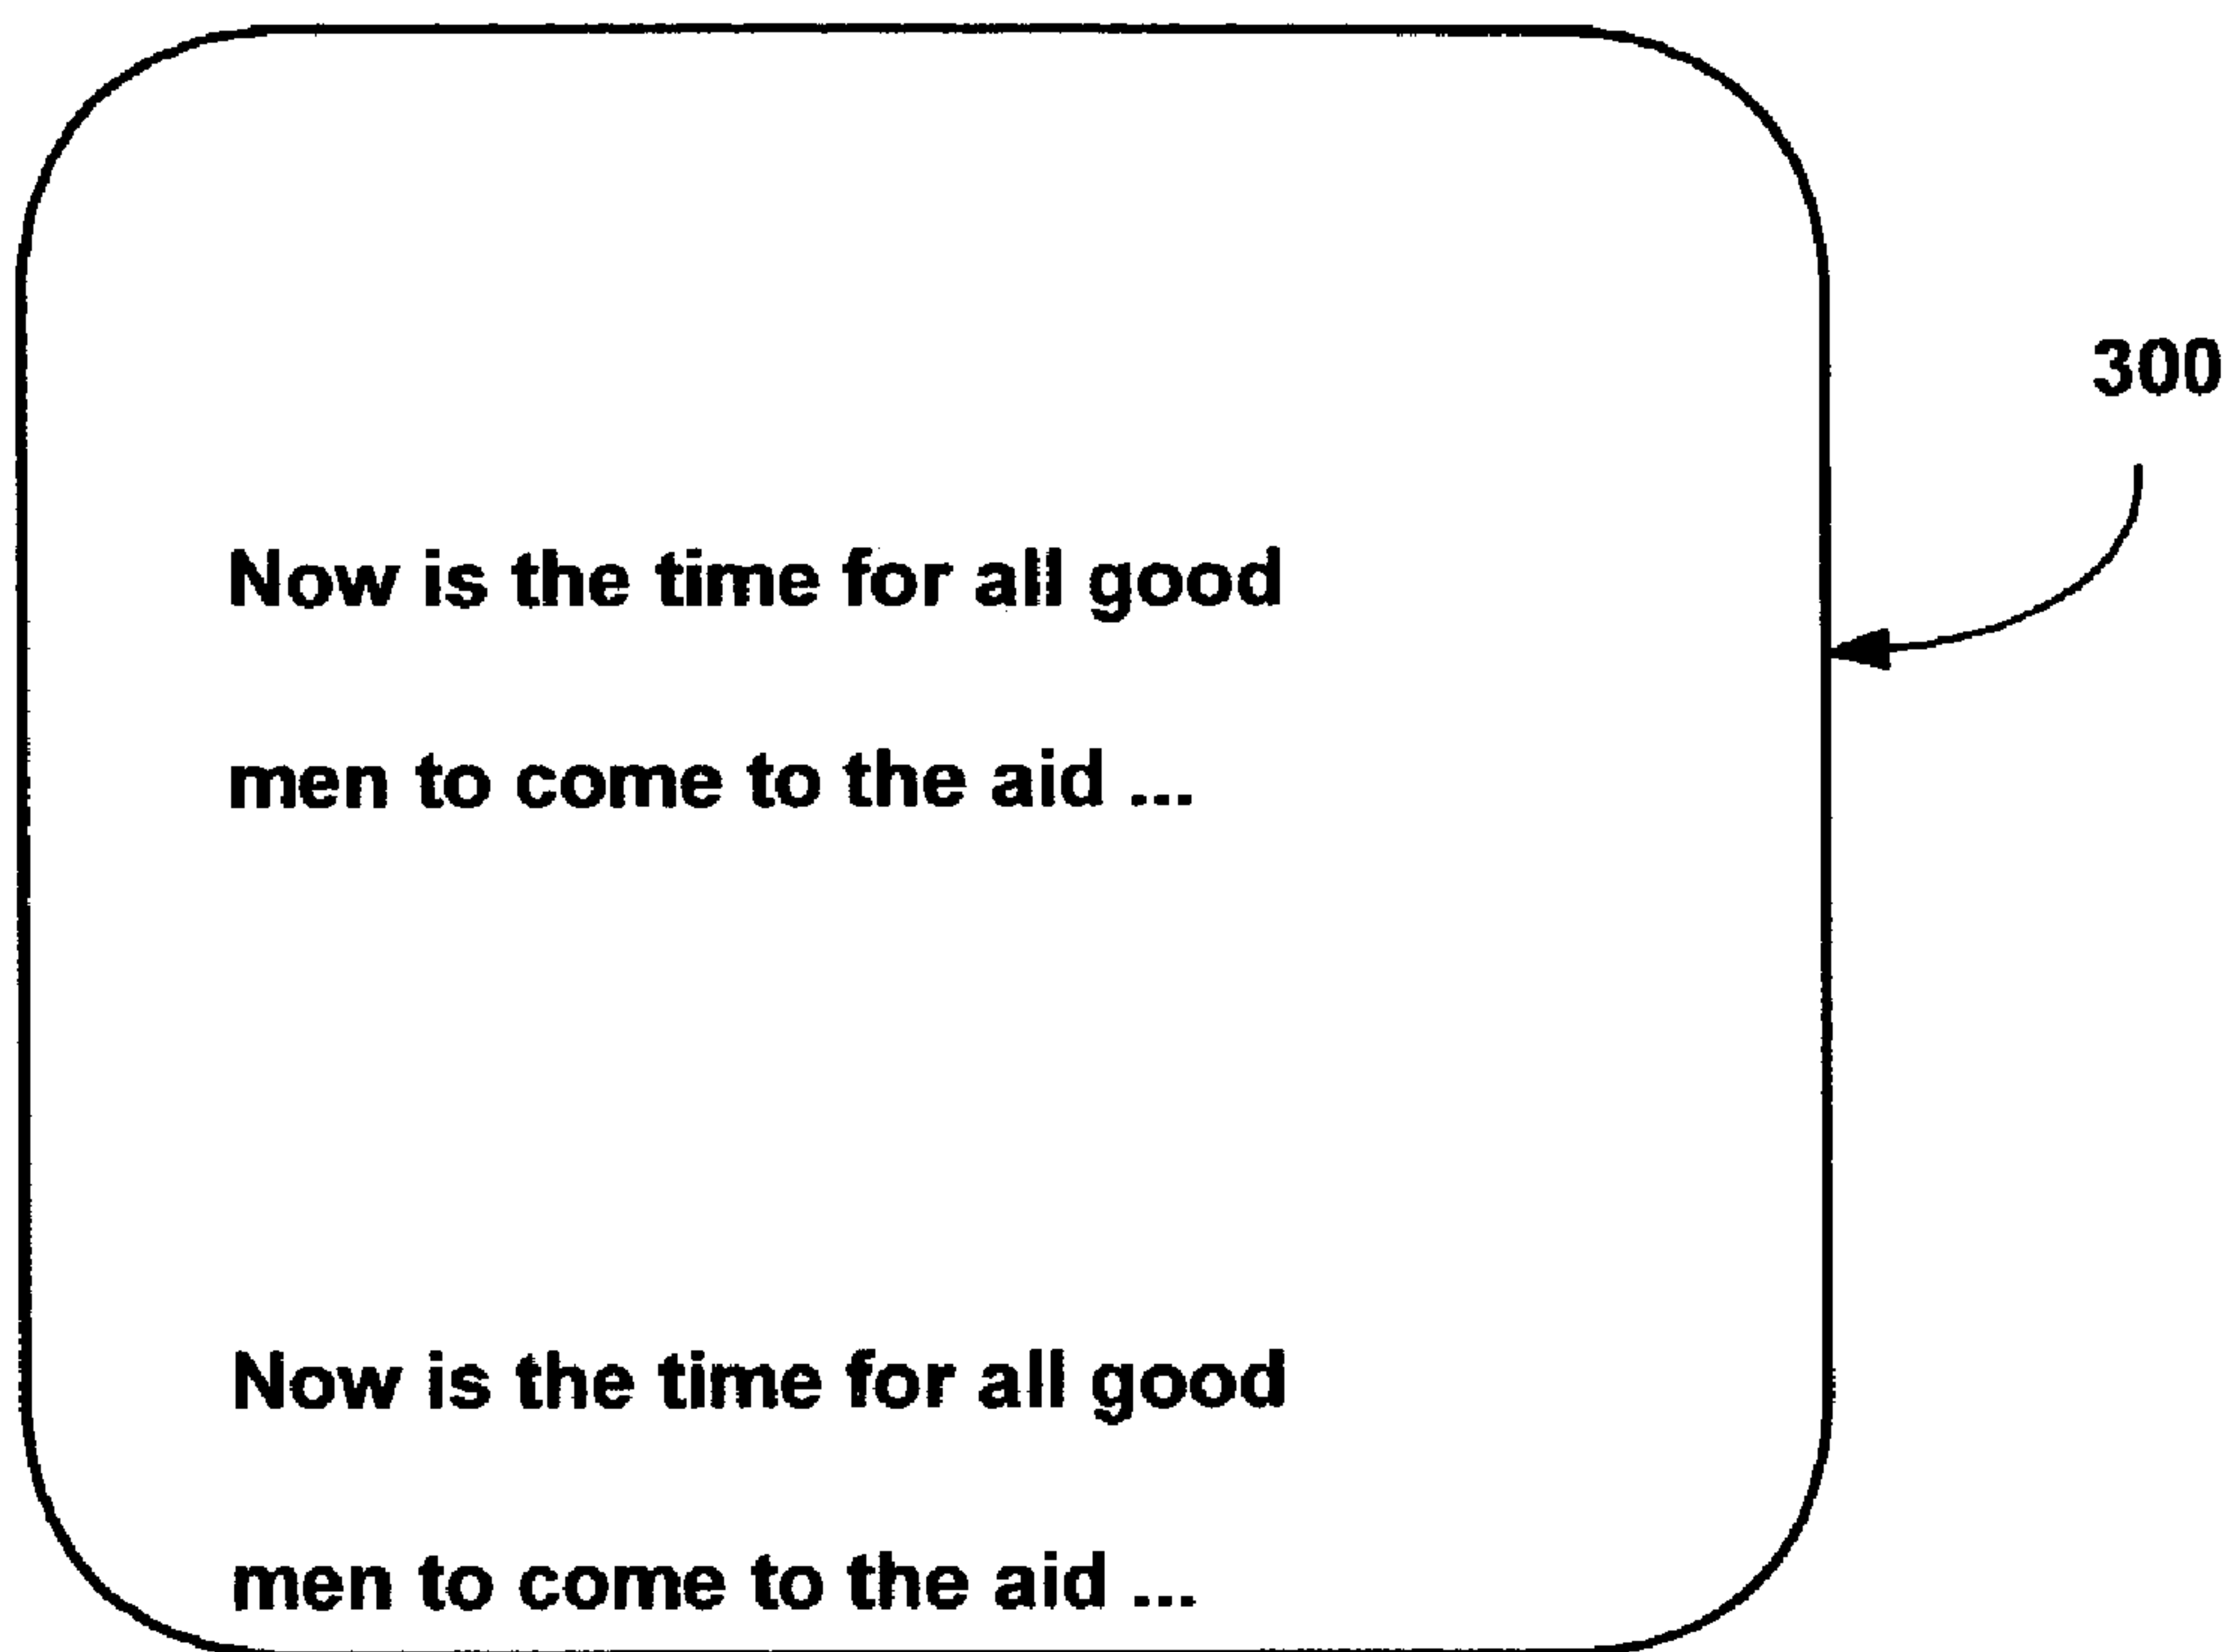 300
Now is the time for all good
men to come to the aid ...
Now is the time for all good
men to come to the aid ...